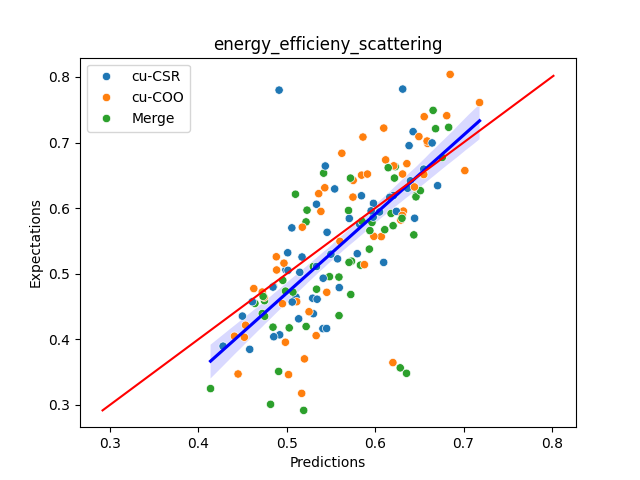 energy_efficieny_scattering
cu-CSR
cu-COO
Merge
0.8
0.7
0.6
0.5
0.4
0.3
Expectations
0.3 0.4 0.5 0.6 0.7 0.8
Predictions